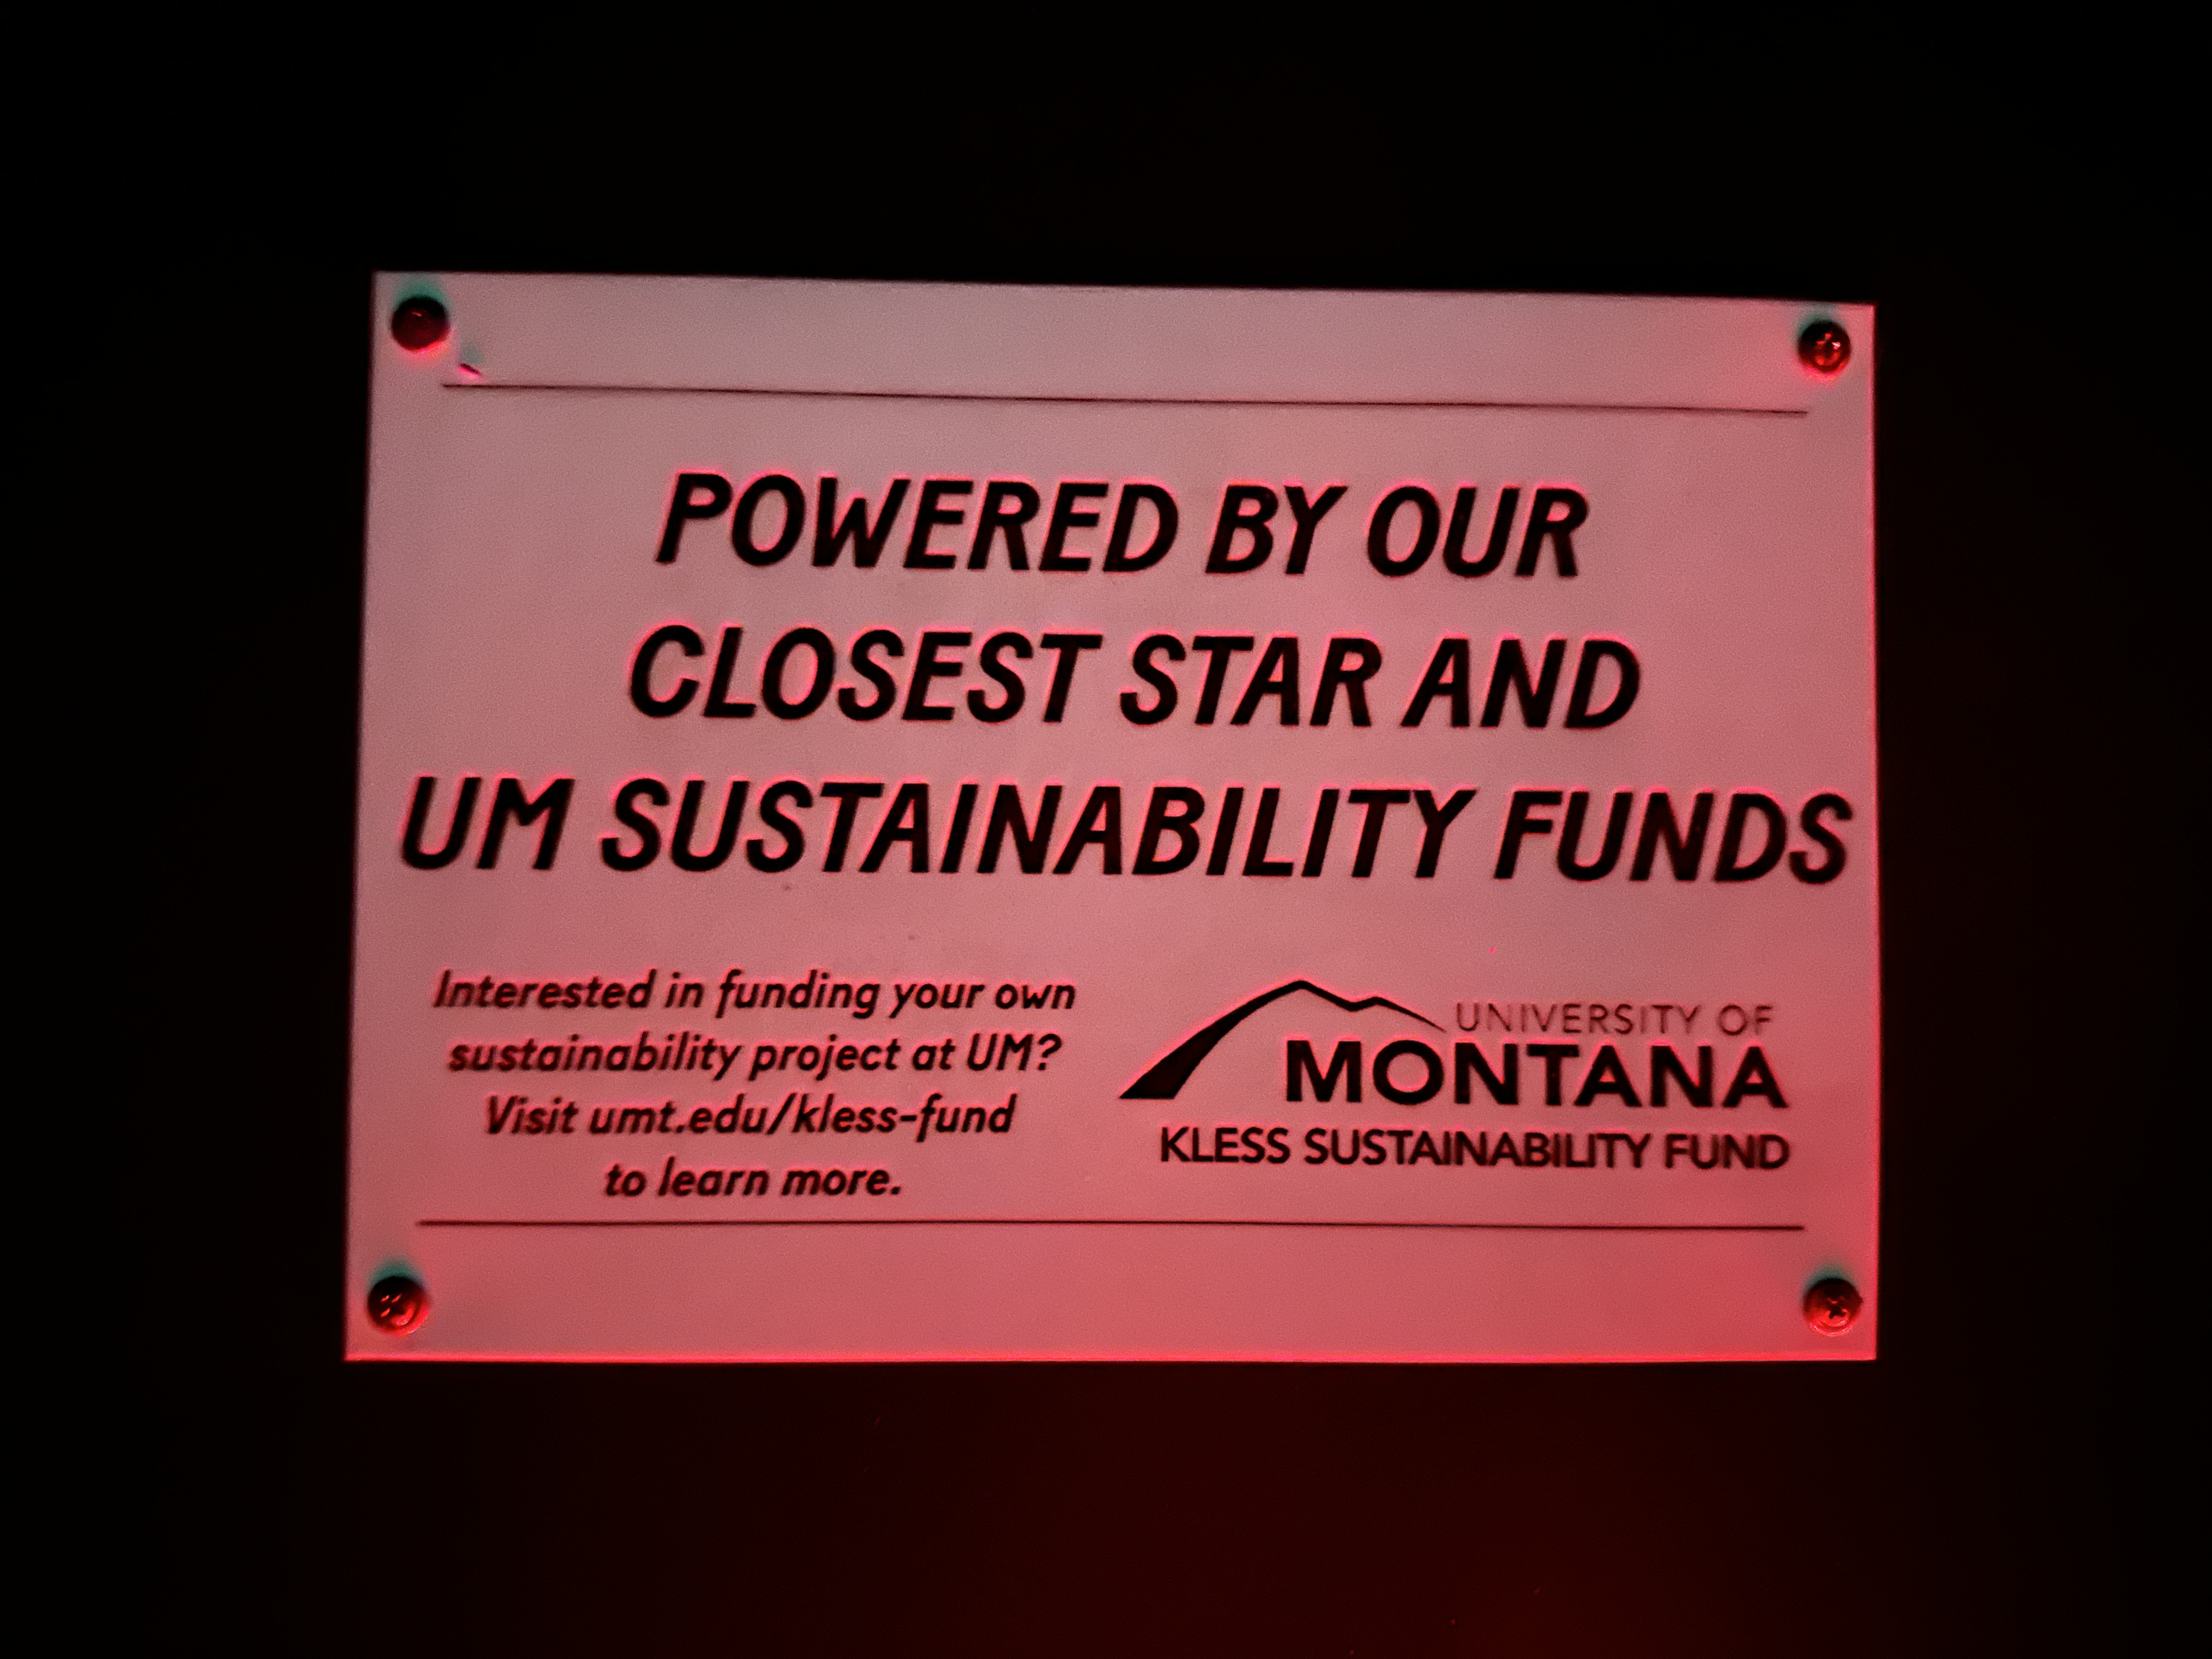 POWERED BY OUR
CLOSEST STAR AND
UM SUSTAINABILITY FUNDS
Interested in funding your own
sustainability project at UM?
Visit umt.edu/kless-fund
to learn more.
UNIVERSITY OF
MONTANA
KLESS SUSTAINABILITY FUND